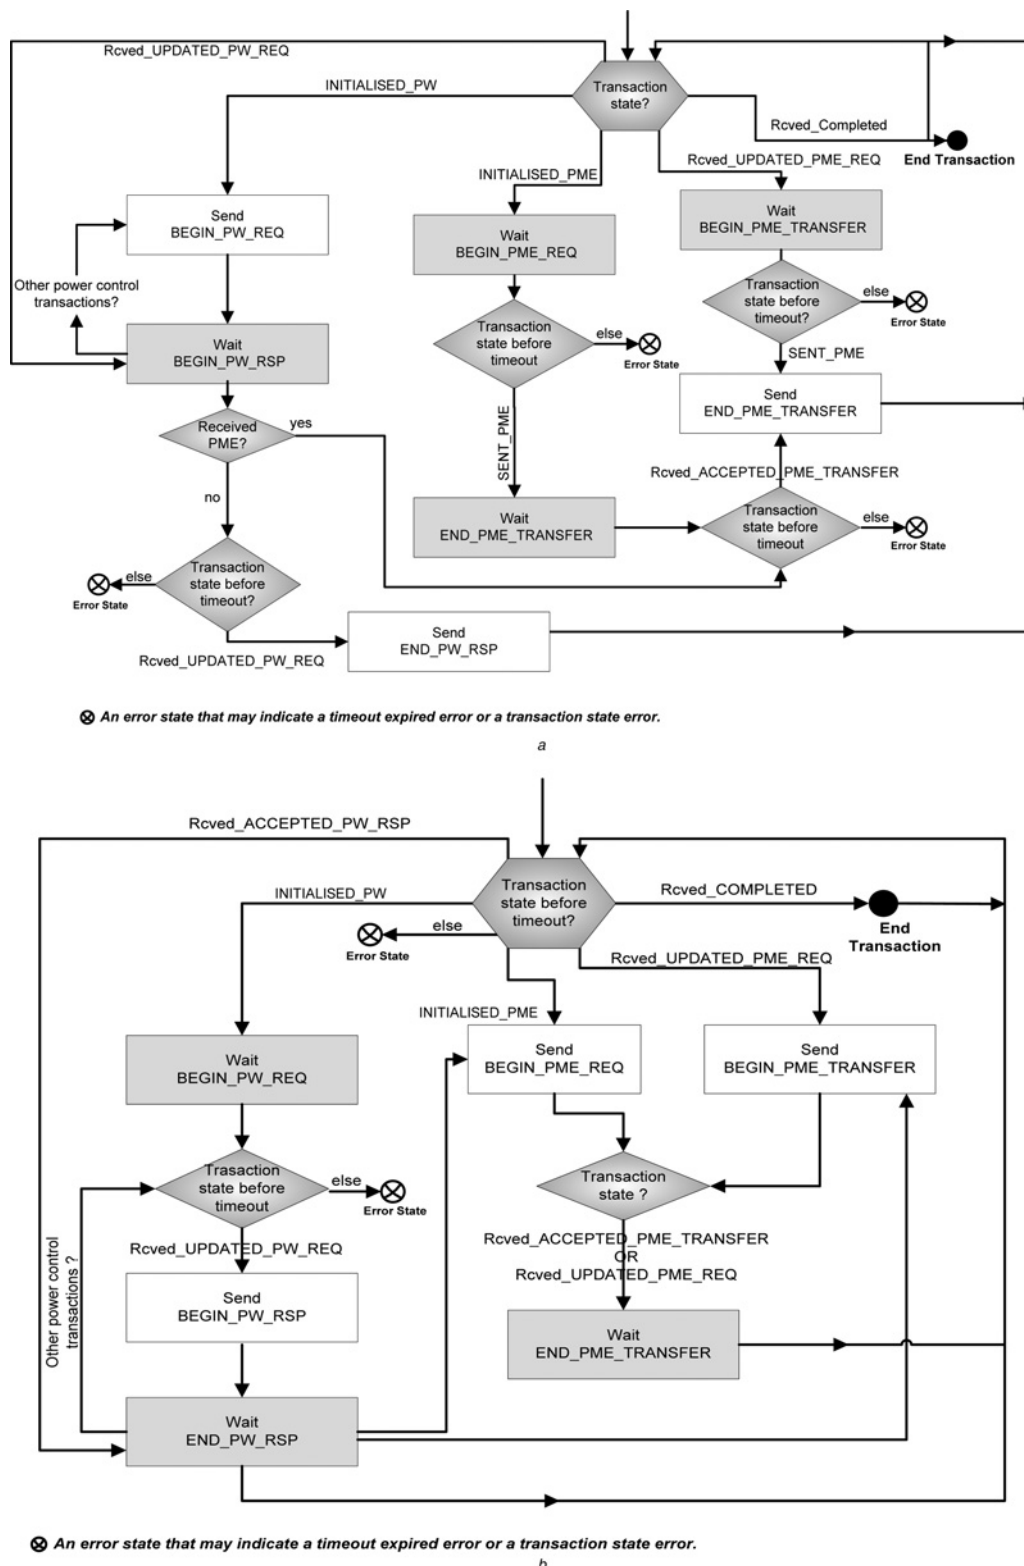 Rcved_UPDATED_PW_REQ
INITIALISED_PW
Transaction
state?
Rcved_Completed
End Transaction
INITIALISED_PME
Rcved_UPDATED_PME_REQ
Send
BEGIN_PW_REQ
Wait
BEGIN_PME_REQ
Wait
BEGIN_PME_TRANSFER
Other power control
transactions?
Transaction
state before
timeout?
else
Error State
Wait
BEGIN_PW_RSP
Transaction
state before
timeout
else
Error State
SENT_PME
Send
END_PME_TRANSFER
Received
PME?
yes
SENT_PME
Rcved_ACCEPTED_PME_TRANSFER
no
Wait
END_PME_TRANSFER
Transaction
state before
timeout
else
Error State
Transaction
state before
timeout?
else
Error State
Rcved_UPDATED_PW_REQ
Send
END_PW_RSP
An error state that may indicate a timeout expired error or a transaction state error.
a
Rcved_ACCEPTED_PW_RSP
INITIALISED_PW
Transaction
state before
timeout?
Rcved_COMPLETED
End
Transaction
else
Error State
Rcved_UPDATED_PME_REQ
INITIALISED_PME
Wait
BEGIN_PW_REQ
Send
BEGIN_PME_REQ
Send
BEGIN_PME_TRANSFER
Trasaction
state before
timeout
else
Error State
Transaction
state ?
Rcved_UPDATED_PW_REQ
Rcved_ACCEPTED_PME_TRANSFER
OR
Rcved_UPDATED_PME_REQ
Other power control
transactions ?
Send
BEGIN_PW_RSP
Wait
END_PME_TRANSFER
Wait
END_PW_RSP
An error state that may indicate a timeout expired error or a transaction state error.
b